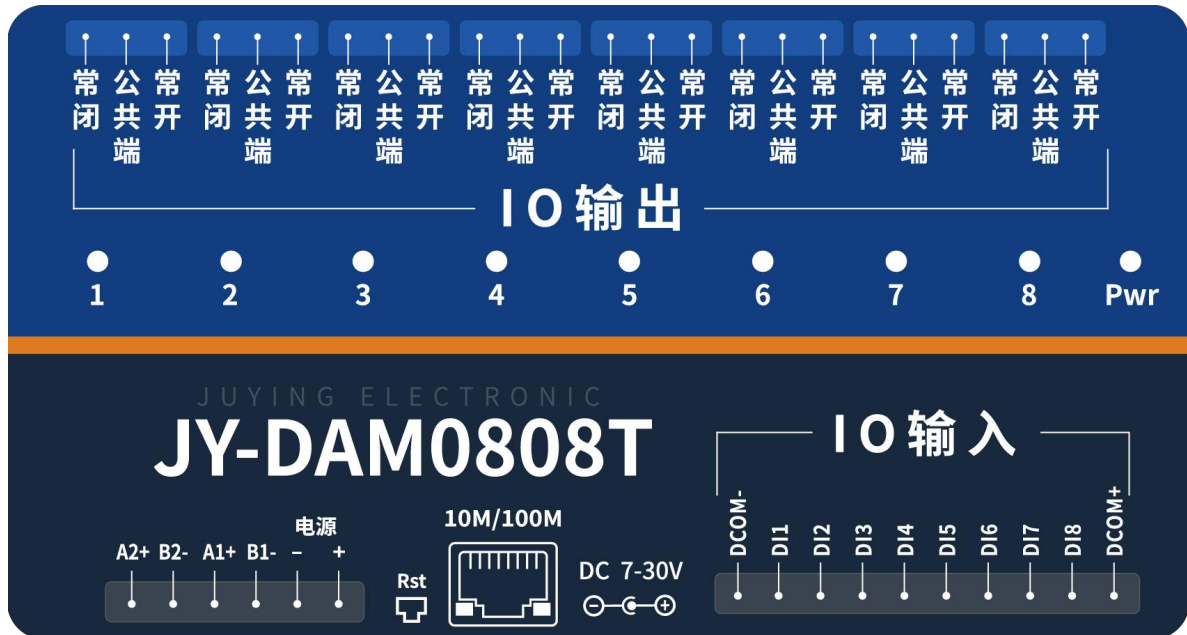 常闭 公共端 常开 常闭 公共端 常开 常闭 公共端 常开 常闭 公共端 常开 常闭 公共端 常开 常闭 公共端 常开 常闭 公共端 常开 常闭 公共端 常开
IO输出
1 2 3 4 5 6 7 8 Pwr
JUYING ELECTRONIC
JY-DAM0808T
IO输入
电源
A2+ B2- A1+ B1- - +
Rst
10M/100M
DC 7-30V
DCOM- DI1 DI2 DI3 DI4 DI5 DI6 DI7 DI8 DCOM+